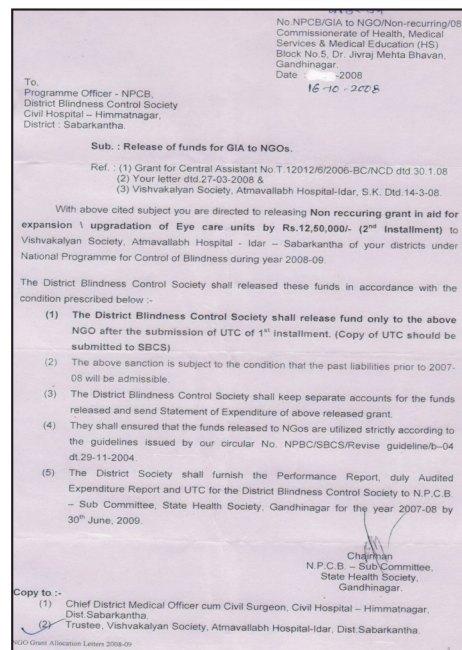 No.NPCB/GIA to NGO/Non-recurring/08
Commissionerate of Health, Medical
Services & Medical Education (HS)
Block No.5, Dr. Jivraj Mehta Bhavan,
Gandhinagar.
Date : -2008
16-10-2008
To.
Programme Officer - NPCB,
District Blindness Control Society
Civil Hospital – Himmatnagar,
District : Sabarkantha.
Sub. : Release of funds for GIA to NGOs.
Ref. : (1) Grant for Central Assistant No.T.12012/6/2006-BC/NCD dtd.30.1.08
(2) Your letter dtd.27-03-2008 &
(3) Vishvakalyan Society, Atmavallabh Hospital-Idar, S.K. Dtd.14-3-08.
With above cited subject you are directed to releasing Non reccuring grant in aid for
expansion \ upgradation of Eye care units by Rs.12,50,000/- (2nd Installment) to
Vishvakalyan Society, Atmavallabh Hospital - Idar – Sabarkantha of your districts under
National Programme for Control of Blindness during year 2008-09.
The District Blindness Control Society shall released these funds in accordance with the
condition prescribed below :-
(1) The District Blindness Control Society shall release fund only to the above
NGO after the submission of UTC of 1st installment. (Copy of UTC should be
submitted to SBCS)
(2) The above sanction is subject to the condition that the past liabilities prior to 2007-
08 will be admissible.
(3) The District Blindness Control Society shall keep separate accounts for the funds
released and send Statement of Expenditure of above released grant.
(4) They shall ensured that the funds released to NGos are utilized strictly according to
the guidelines issued by our circular No. NPBC/SBCS/Revise guideline/b–04
dt.29-11-2004.
(5) The District Society shall furnish the Performance Report, duly Audited
Expenditure Report and UTC for the District Blindness Control Society to N.P.C.B.
– Sub Committee, State Health Society, Gandhinagar for the year 2007-08 by
30th June, 2009.
Chairman
N.P.C.B. – Sub Committee,
State Health Society,
Gandhinagar.
Copy to :-
(1) Chief District Medical Officer cum Civil Surgeon, Civil Hospital – Himmatnagar,
Dist.Sabarkantha.
(2) Trustee, Vishvakalyan Society, Atmavallabh Hospital-Idar, Dist.Sabarkantha.
NGO Grant Allocation Letters 2008-09